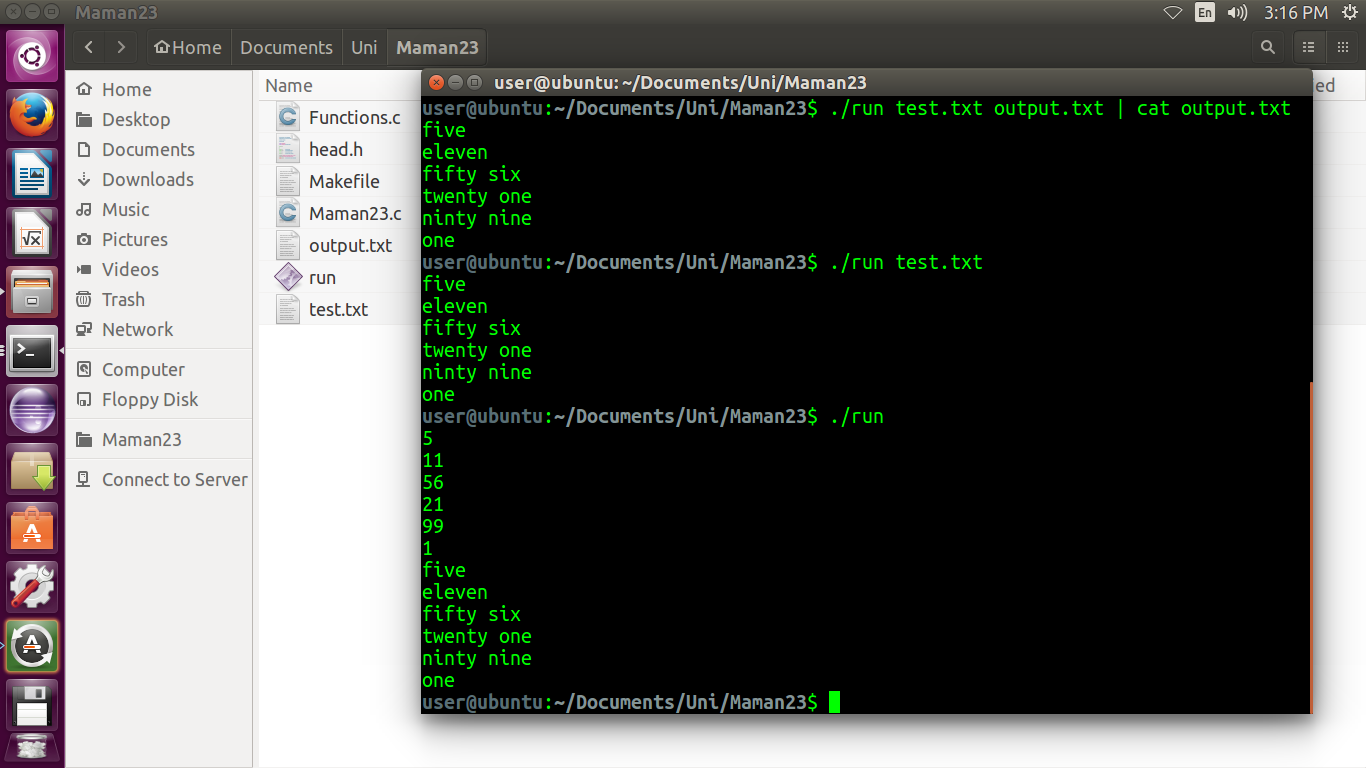 Maman23
En
3:16 PM
Home Documents Uni Maman23
Home
Desktop
Documents
Downloads
Music
Pictures
Videos
Trash
Network
Computer
Floppy Disk
Maman23
Connect to Server
Name
Functions.c
head.h
Makefile
Maman23.c
output.txt
run
test.txt
ed
user@ubuntu: ~/Documents/Uni/Maman23
user@ubuntu:~/Documents/Uni/Maman23$ ./run test.txt output.txt | cat output.txt
five
eleven
fifty six
twenty one
ninty nine
one
user@ubuntu:~/Documents/Uni/Maman23$ ./run test.txt
five
eleven
fifty six
twenty one
ninty nine
one
user@ubuntu:~/Documents/Uni/Maman23$ ./run
5
11
56
21
99
1
five
eleven
fifty six
twenty one
ninty nine
one
user@ubuntu:~/Documents/Uni/Maman23$